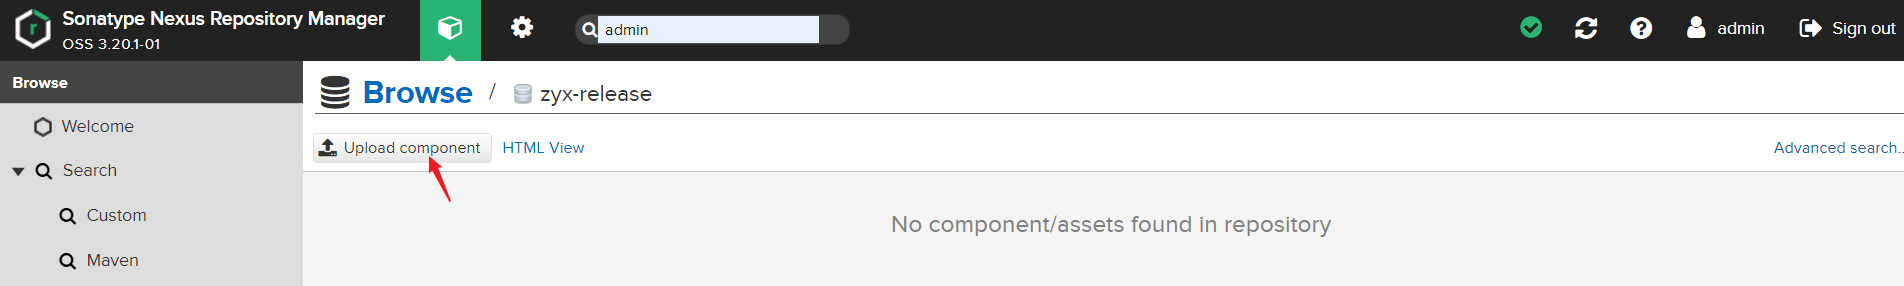 Sonatype Nexus Repository Manager
OSS 3.20.1-01
admin
admin
Sign out
Browse
Welcome
Search
Custom
Maven
Browse / zyx-release
Upload component
HTML View
Advanced search..
No component/assets found in repository